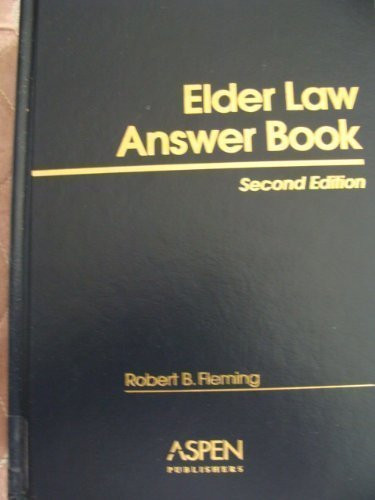 Elder Law
Answer Book
Second Edition
Robert B. Fleming
ASPEN
PUBLISHERS